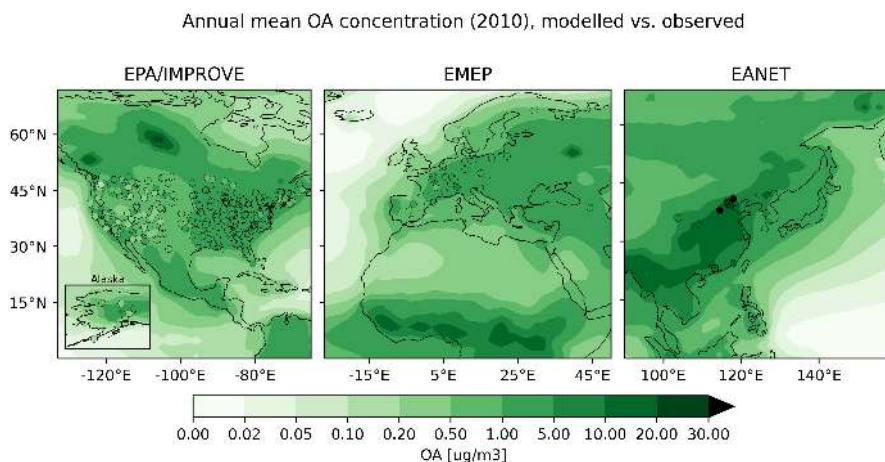 Annual mean OA concentration (2010), modelled vs. observed
EPA/IMPROVE EMEP EANET
60°N
45°N
30°N
15°N
Alaska
-120°E -100°E -80°E -15°E 5°E 25°E 45°E 100°E 120°E 140°E
0.00 0.02 0.05 0.10 0.20 0.50 1.00 5.00 10.00 20.00 30.00
OA [ug/m3]